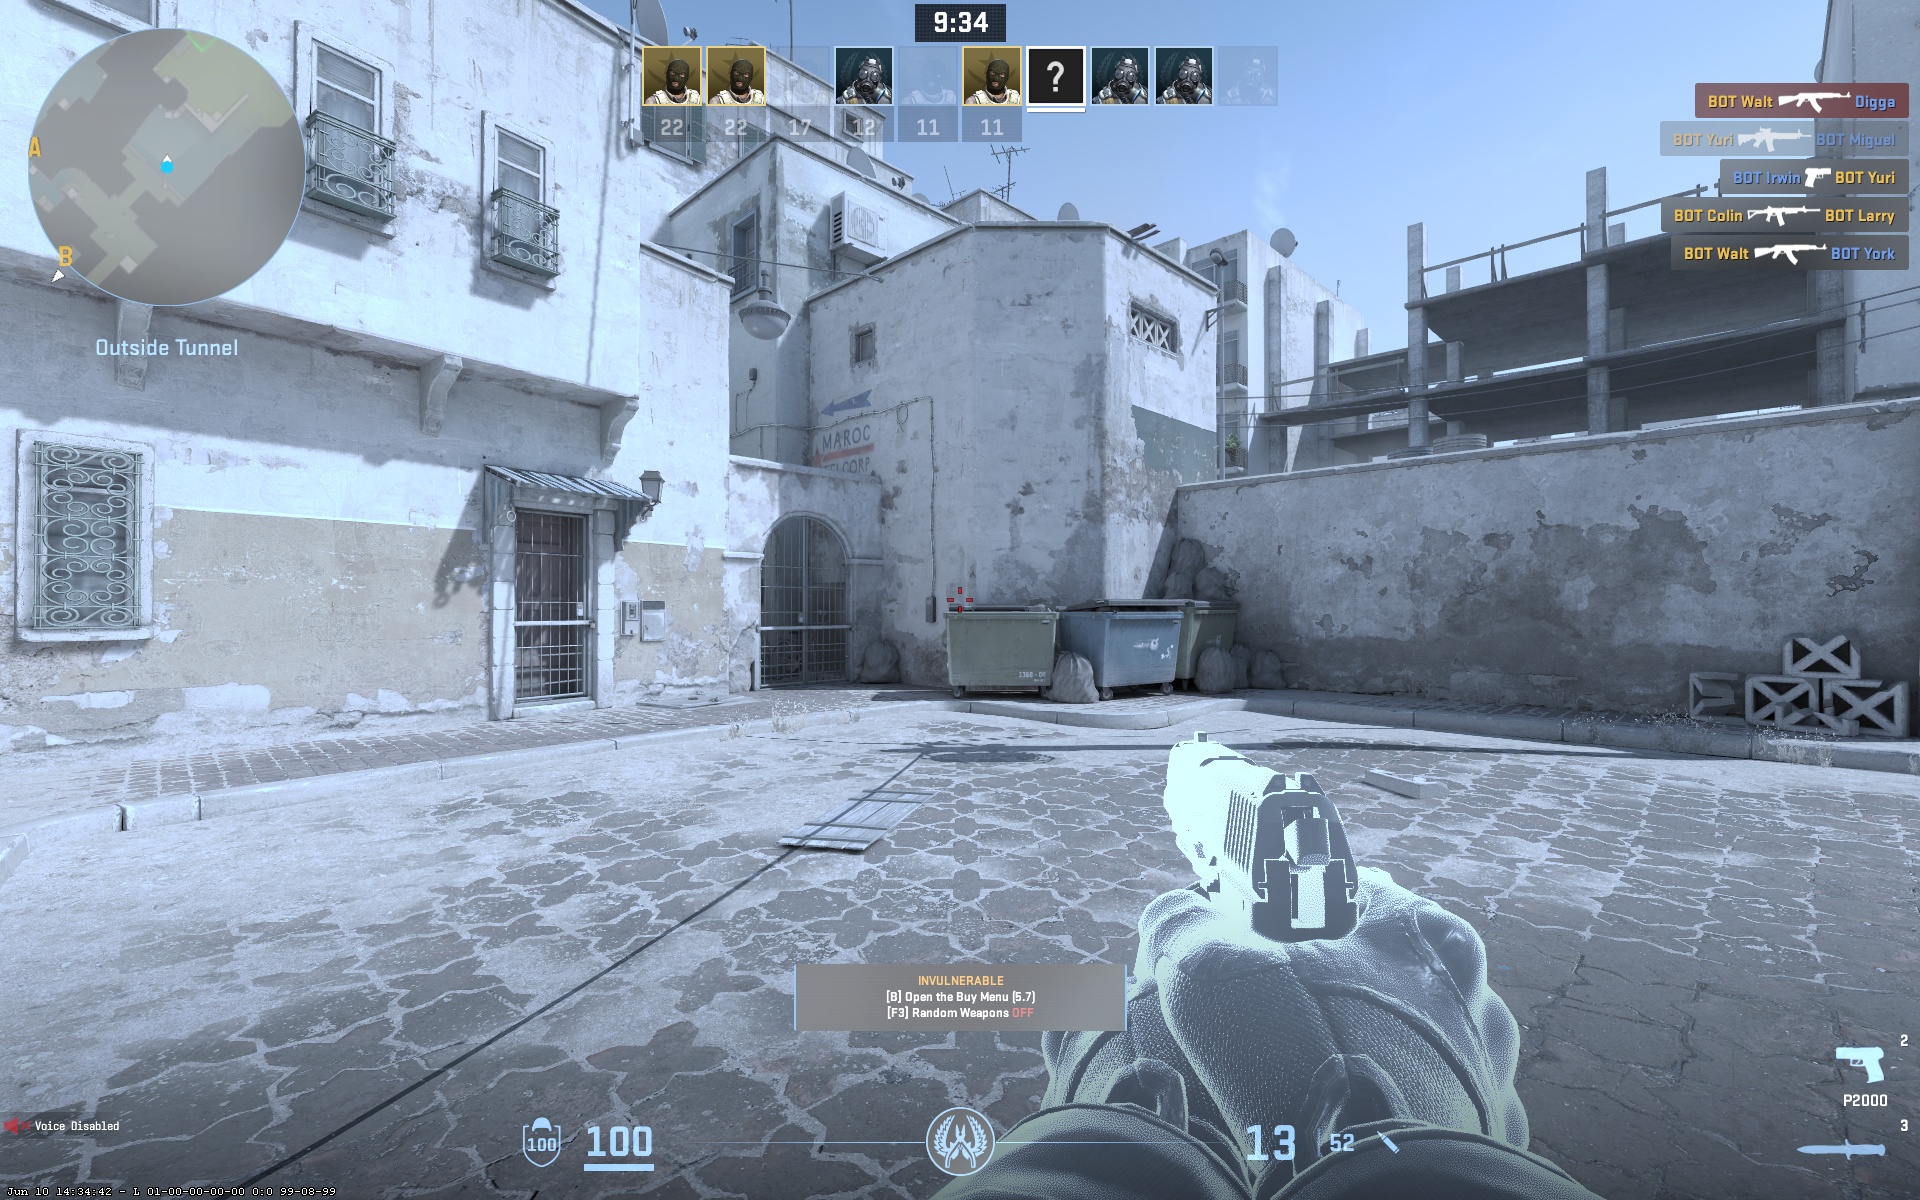 9:34
22 22 17 12 11 11
?
BOT Walt Digga
BOT Yuri BOT Miguel
BOT Irwin BOT Yuri
BOT Colin BOT Larry
BOT Walt BOT York
A
B
Outside Tunnel
MAROC
INVULNERABLE
[B] Open the Buy Menu (5.7)
[F3] Random Weapons OFF
2
P2000
3
Voice Disabled
100 100
13 52
Jun 10 14:34:42 - L 01-00-00-00-00 0:0 99-08-99